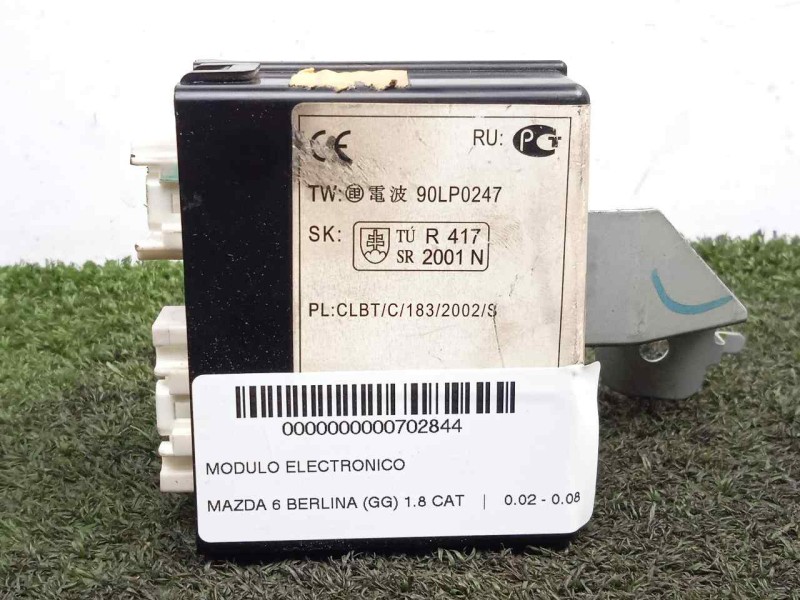 CE RU: PCT
TW: 電波 90LP0247
SK: TÚ R 417
SR 2001 N
PL:CLBT/C/183/2002/S
0000000000702844
MODULO ELECTRONICO
MAZDA 6 BERLINA (GG) 1.8 CAT | 0.02 - 0.08